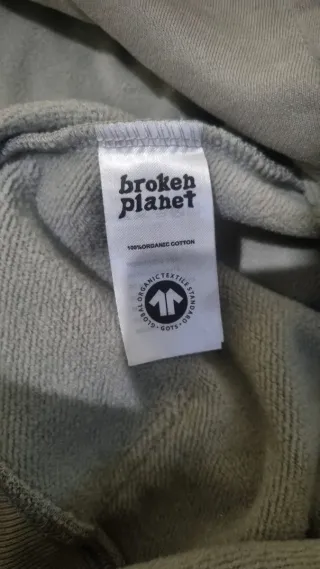 broken
planet
100%ORGANIC COTTON
GLOBAL ORGANIC TEXTILE STANDARD · GOTS ·